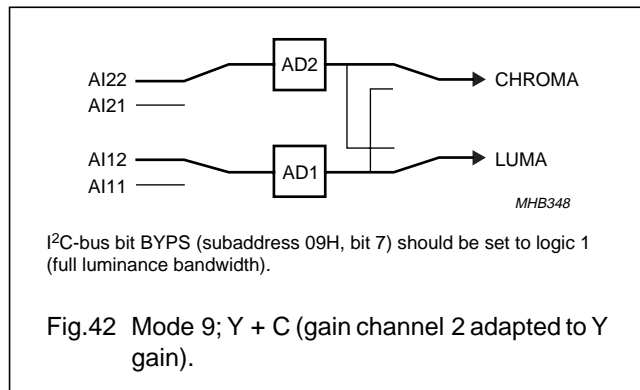 AI22
AI21
AD2
CHROMA
AI12
AI11
AD1
LUMA
MHB348
I²C-bus bit BYPS (subaddress 09H, bit 7) should be set to logic 1
(full luminance bandwidth).
Fig.42 Mode 9; Y + C (gain channel 2 adapted to Y
gain).